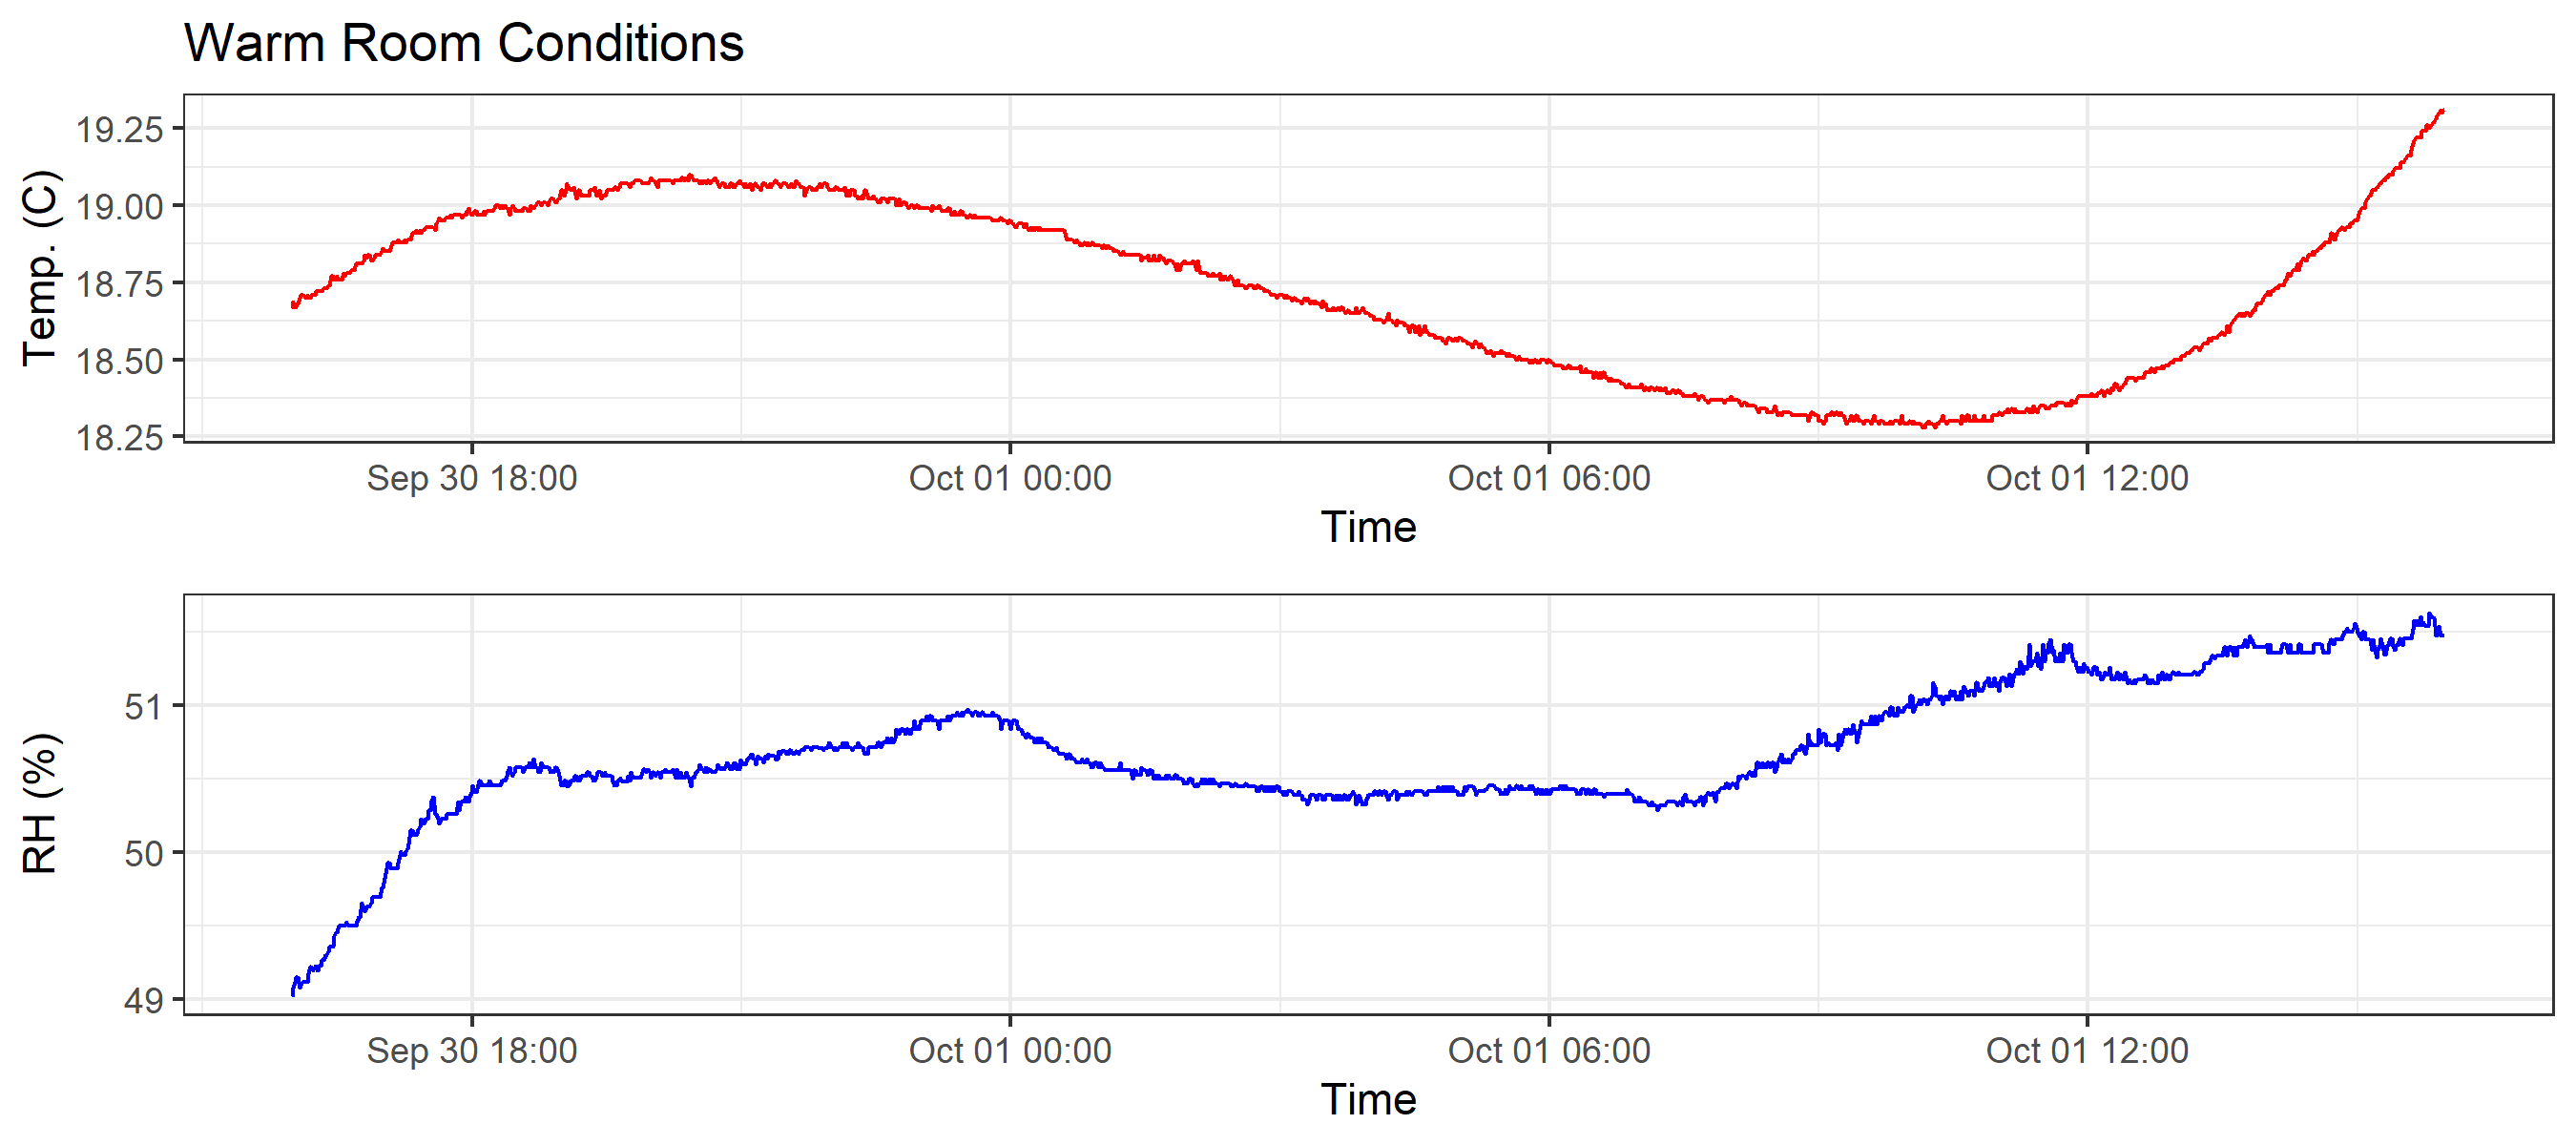 Warm Room Conditions
Temp. (C)
19.25
19.00
18.75
18.50
18.25
Sep 30 18:00 Oct 01 00:00 Oct 01 06:00 Oct 01 12:00
Time
RH (%)
51
50
49
Sep 30 18:00 Oct 01 00:00 Oct 01 06:00 Oct 01 12:00
Time